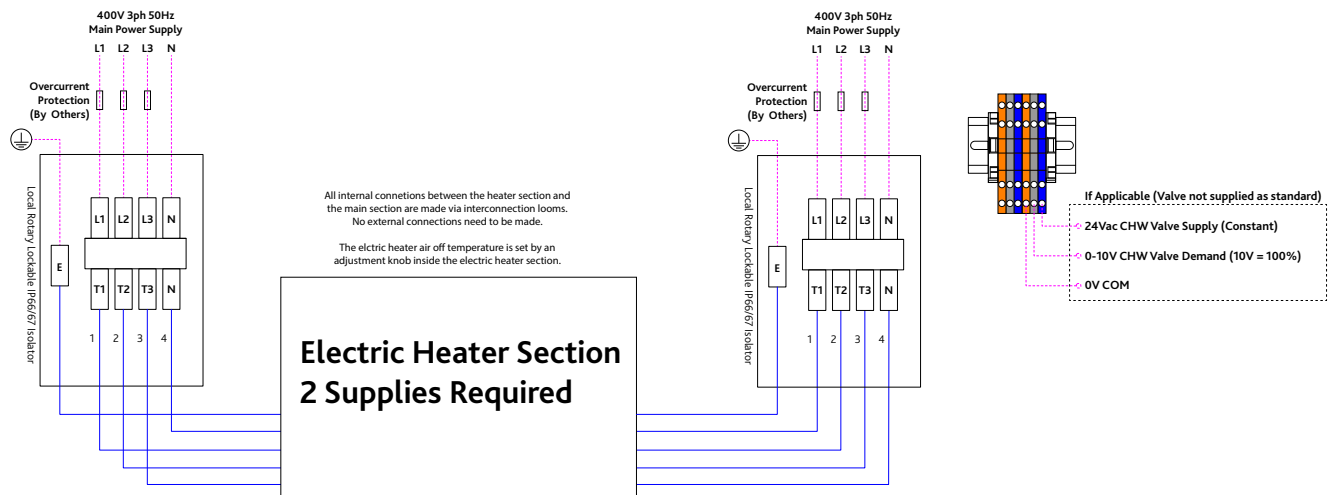 400V 3ph 50Hz
Main Power Supply
L1 L2 L3 N
Overcurrent
Protection
(By Others)
Local Rotary Lockable IP66/67 Isolator
L1 L2 L3 N
E
T1 T2 T3 N
1 2 3 4
All internal connetions between the heater section and
the main section are made via interconnection looms.
No external connections need to be made.
The elctric heater air off temperature is set by an
adjustment knob inside the electric heater section.
Electric Heater Section
2 Supplies Required
400V 3ph 50Hz
Main Power Supply
L1 L2 L3 N
Overcurrent
Protection
(By Others)
Local Rotary Lockable IP66/67 Isolator
L1 L2 L3 N
E
T1 T2 T3 N
1 2 3 4
If Applicable (Valve not supplied as standard)
24Vac CHW Valve Supply (Constant)
0-10V CHW Valve Demand (10V = 100%)
0V COM